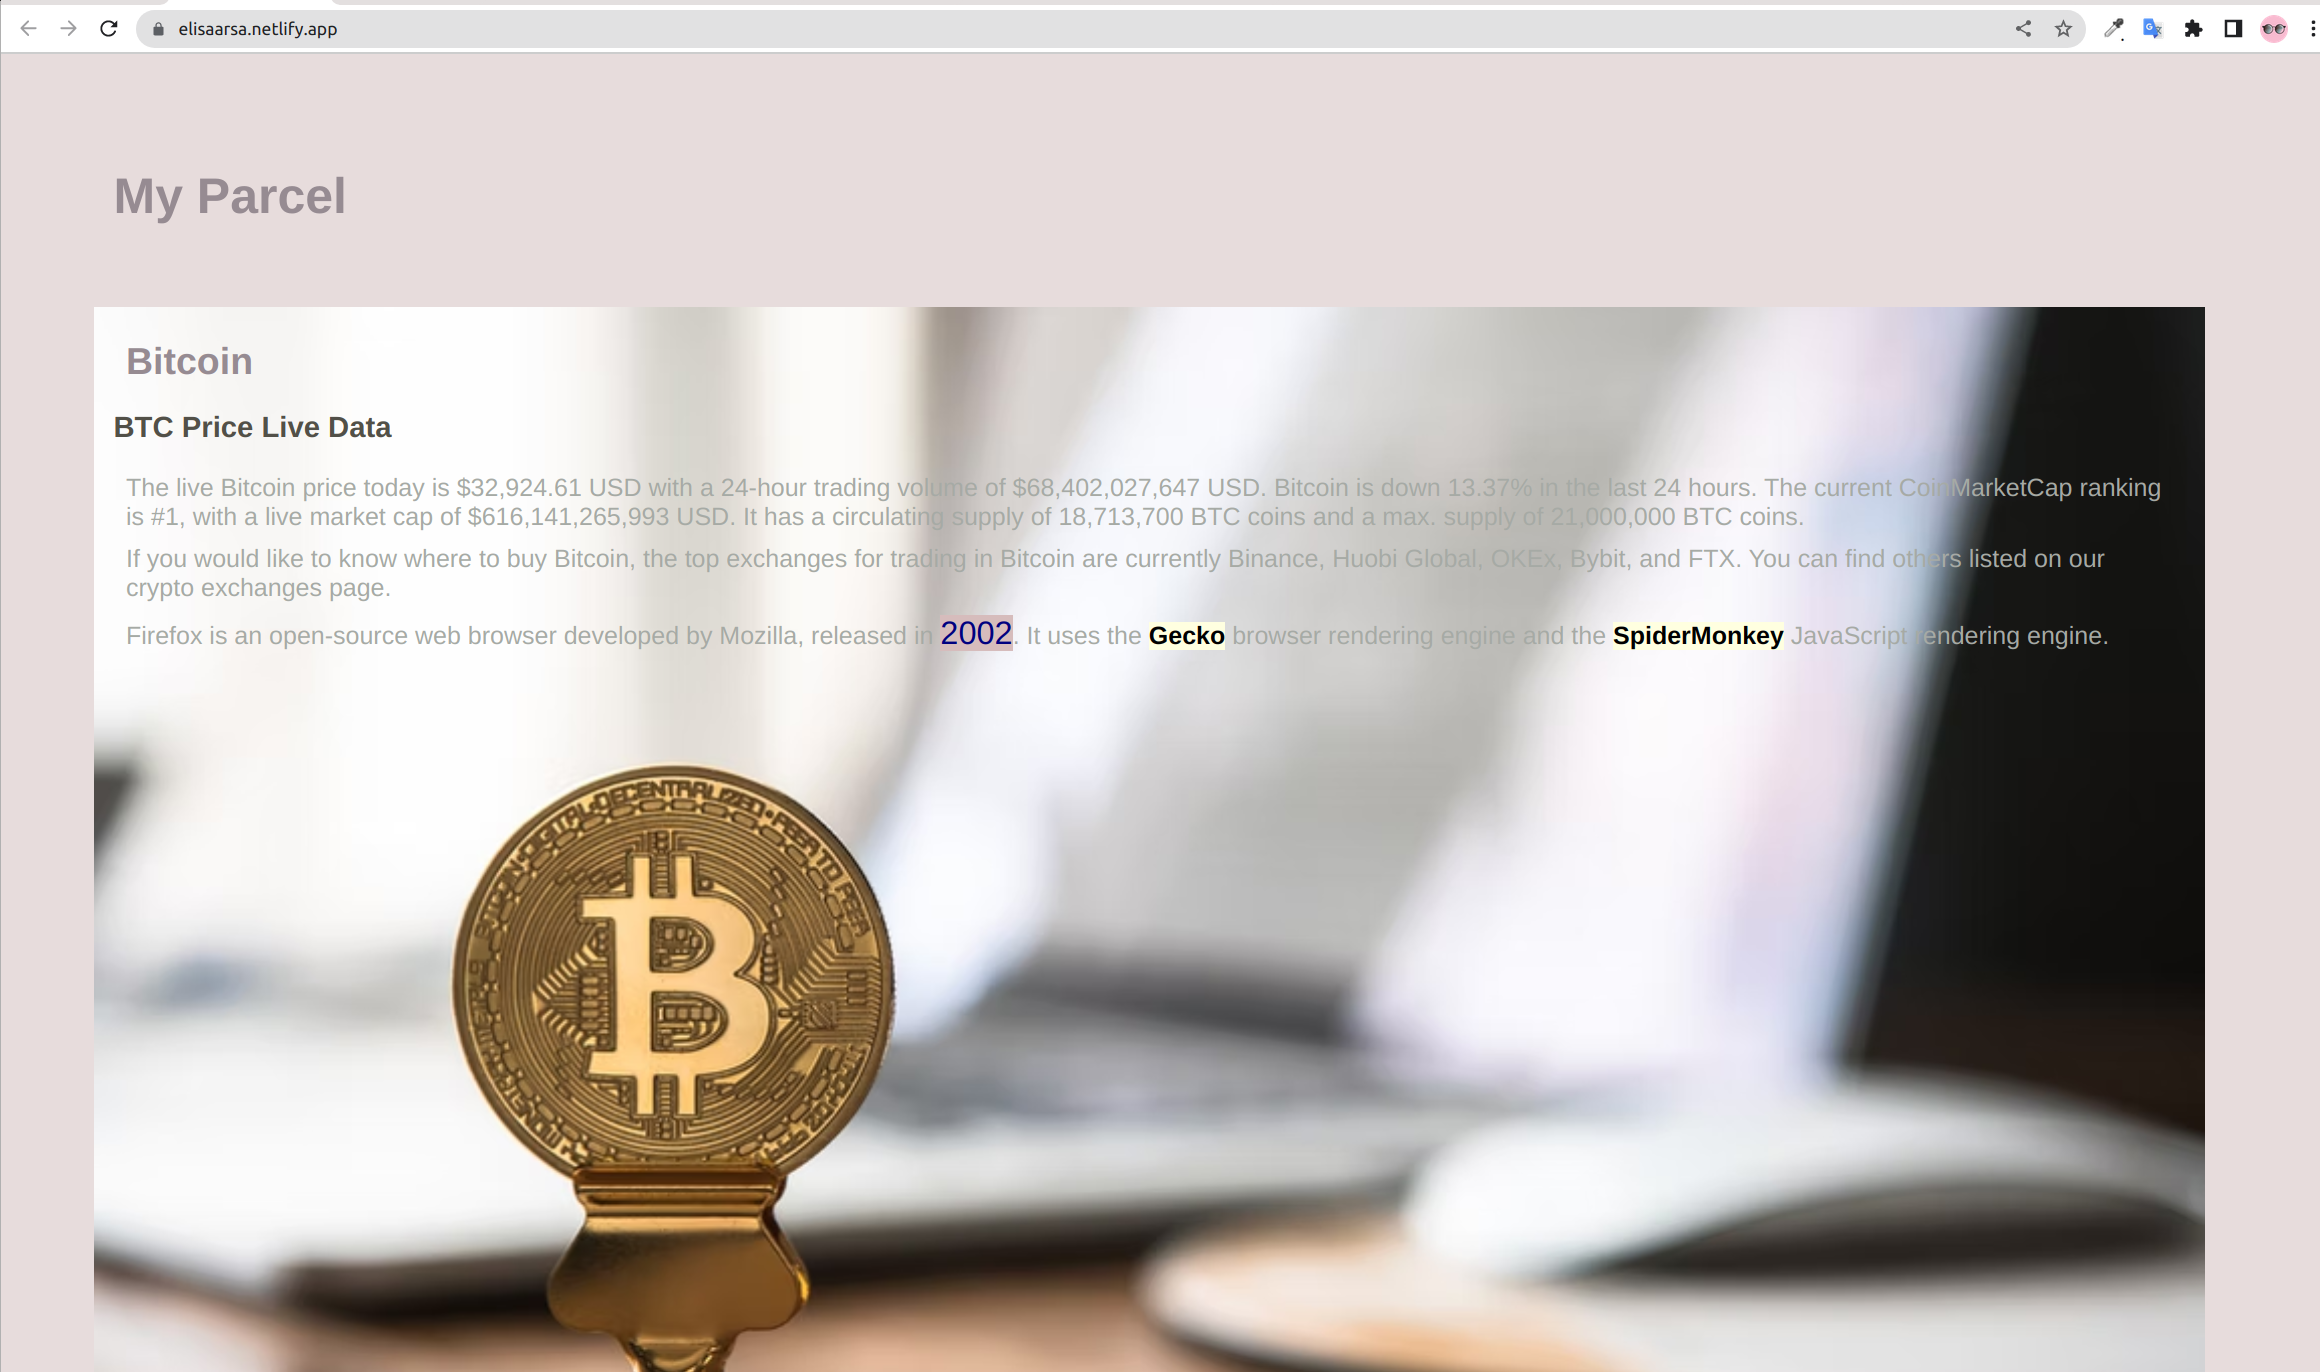 elisaarsa.netlify.app
My Parcel
Bitcoin
BTC Price Live Data
The live Bitcoin price today is $32,924.61 USD with a 24-hour trading volume of $68,402,027,647 USD. Bitcoin is down 13.37% in the last 24 hours. The current CoinMarketCap ranking
is #1, with a live market cap of $616,141,265,993 USD. It has a circulating supply of 18,713,700 BTC coins and a max. supply of 21,000,000 BTC coins.
If you would like to know where to buy Bitcoin, the top exchanges for trading in Bitcoin are currently Binance, Huobi Global, OKEx, Bybit, and FTX. You can find others listed on our
crypto exchanges page.
Firefox is an open-source web browser developed by Mozilla, released in 2002. It uses the Gecko browser rendering engine and the SpiderMonkey JavaScript rendering engine.
BITCOIN•DIGITAL•DECENTRALIZED•PEER TO PEER